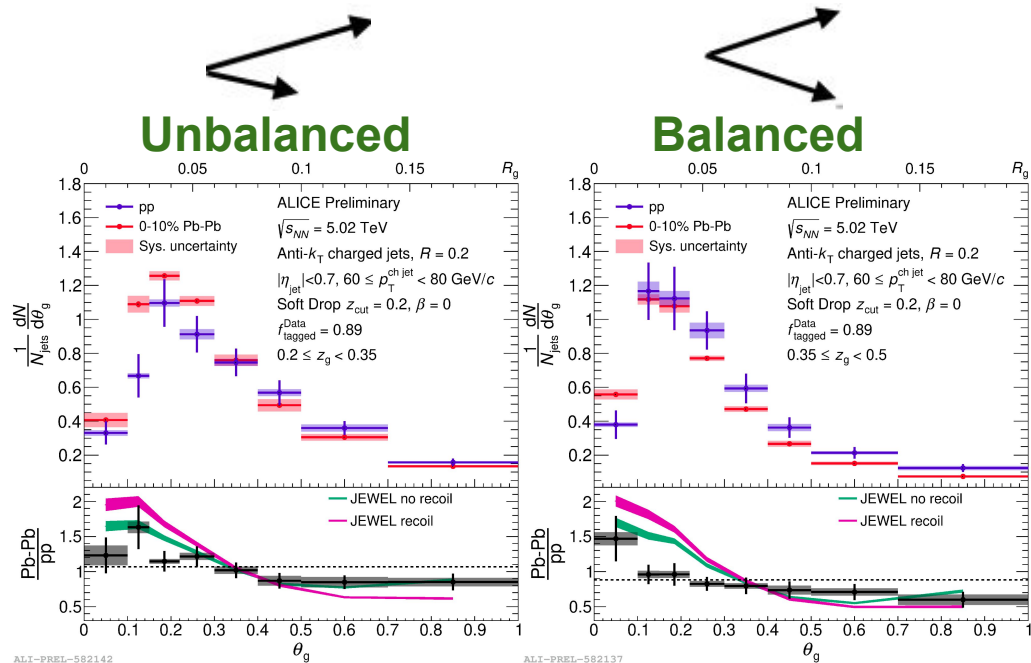 Unbalanced
0 0.05 0.1 0.15 R_g
1.8
1.6
1.4
1.2
1
0.8
0.6
0.4
0.2
1/N_jets dN/dθ_g
pp
0-10% Pb-Pb
Sys. uncertainty
ALICE Preliminary
√s_NN = 5.02 TeV
Anti-k_T charged jets, R = 0.2
|η_jet|<0.7, 60 ≤ p_T^ch jet < 80 GeV/c
Soft Drop z_cut = 0.2, β = 0
f_tagged^Data = 0.89
0.2 ≤ z_g < 0.35
2
1.5
1
0.5
Pb-Pb/pp
JEWEL no recoil
JEWEL recoil
0 0.1 0.2 0.3 0.4 0.5 0.6 0.7 0.8 0.9 1
θ_g
ALI-PREL-582142
Balanced
0 0.05 0.1 0.15 R_g
1.8
1.6
1.4
1.2
1
0.8
0.6
0.4
0.2
1/N_jets dN/dθ_g
pp
0-10% Pb-Pb
Sys. uncertainty
ALICE Preliminary
√s_NN = 5.02 TeV
Anti-k_T charged jets, R = 0.2
|η_jet|<0.7, 60 ≤ p_T^ch jet < 80 GeV/c
Soft Drop z_cut = 0.2, β = 0
f_tagged^Data = 0.89
0.35 ≤ z_g < 0.5
2
1.5
1
0.5
Pb-Pb/pp
JEWEL no recoil
JEWEL recoil
0 0.1 0.2 0.3 0.4 0.5 0.6 0.7 0.8 0.9 1
θ_g
ALI-PREL-582137